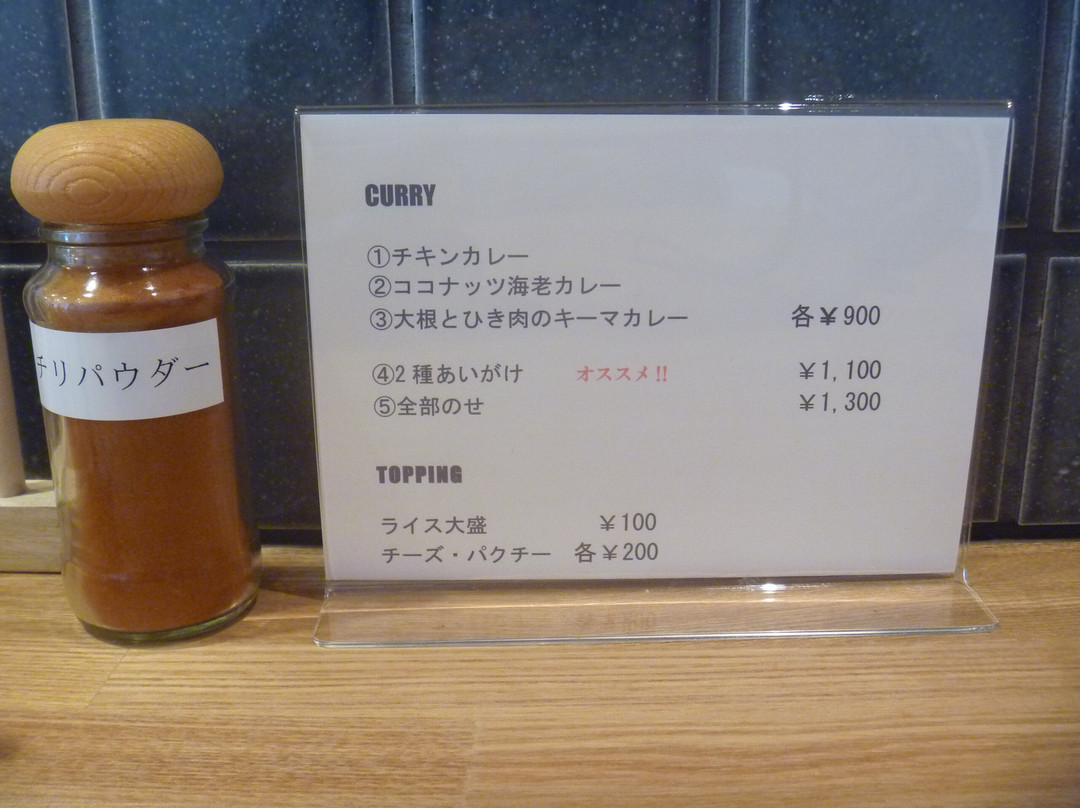 CURRY
①チキンカレー
②ココナッツ海老カレー
③大根とひき肉のキーマカレー 各￥900
④2種あいがけ オススメ!! ￥1,100
⑤全部のせ ￥1,300
TOPPING
ライス大盛 ￥100
チーズ・パクチー 各￥200
チリパウダー